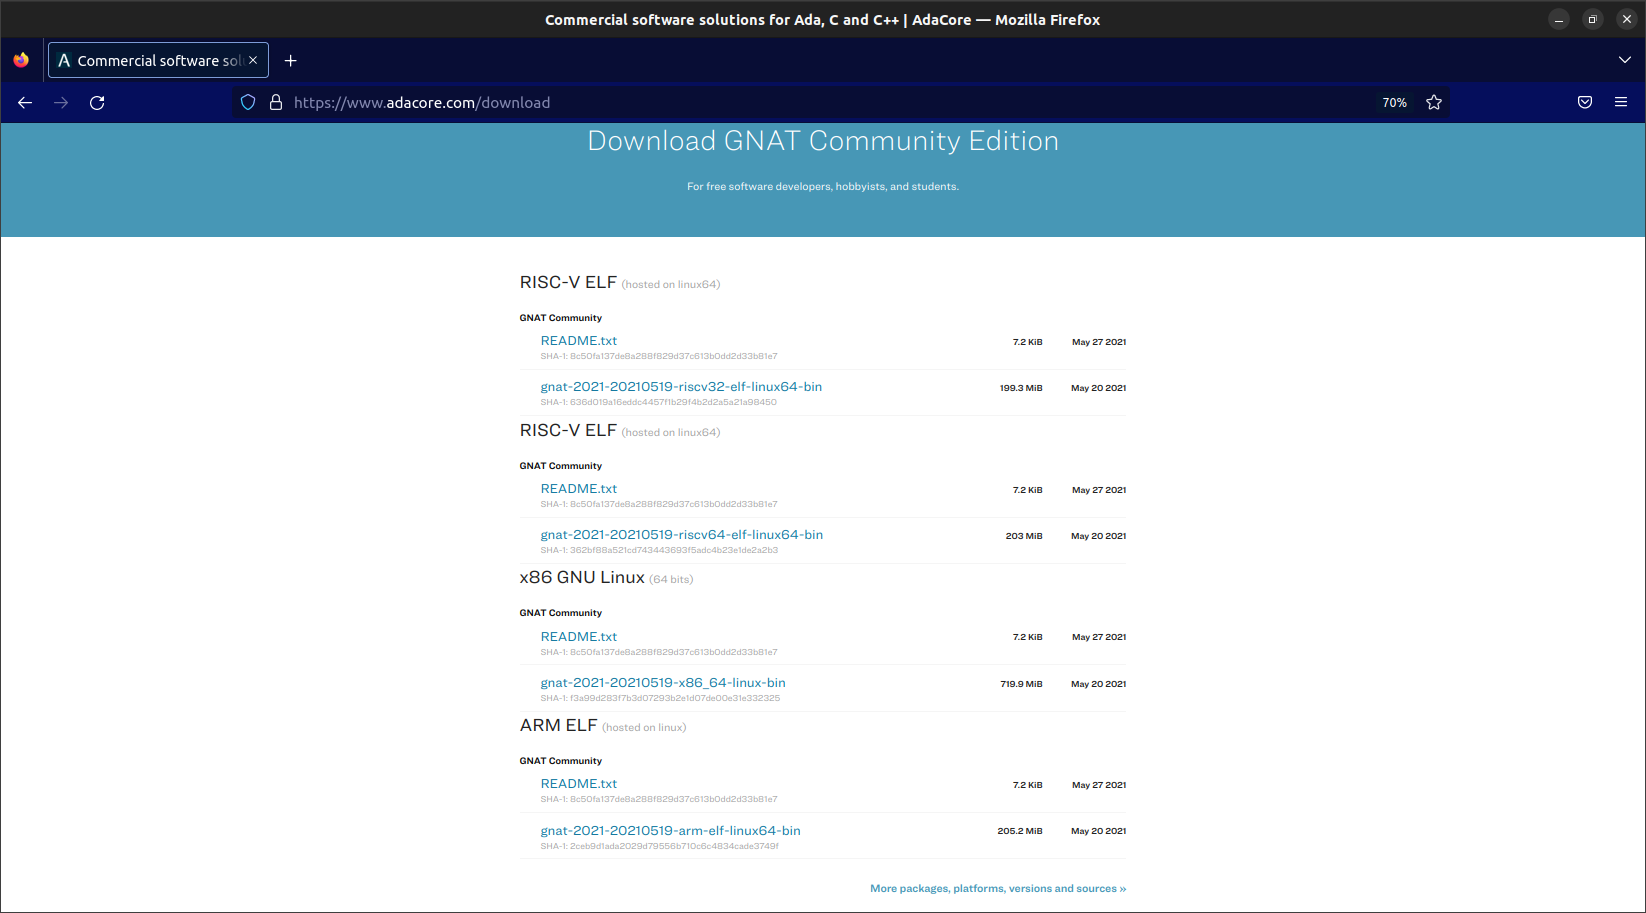 Commercial software solutions for Ada, C and C++ | AdaCore — Mozilla Firefox
A Commercial software sol
https://www.adacore.com/download 70%
Download GNAT Community Edition
For free software developers, hobbyists, and students.
RISC-V ELF (hosted on linux64)
GNAT Community
README.txt 7.2 KiB May 27 2021
SHA-1: 8c50fa137de8a288f829d37c613b0dd2d33b81e7
gnat-2021-20210519-riscv32-elf-linux64-bin 199.3 MiB May 20 2021
SHA-1: 636d019a16eddc4457f1b29f4b2d2a5a21a98450
RISC-V ELF (hosted on linux64)
GNAT Community
README.txt 7.2 KiB May 27 2021
SHA-1: 8c50fa137de8a288f829d37c613b0dd2d33b81e7
gnat-2021-20210519-riscv64-elf-linux64-bin 203 MiB May 20 2021
SHA-1: 362bf88a521cd743443693f5adc4b23e1de2a2b3
x86 GNU Linux (64 bits)
GNAT Community
README.txt 7.2 KiB May 27 2021
SHA-1: 8c50fa137de8a288f829d37c613b0dd2d33b81e7
gnat-2021-20210519-x86_64-linux-bin 719.9 MiB May 20 2021
SHA-1: f3a99d283f7b3d07293b2e1d07de00e31e332325
ARM ELF (hosted on linux)
GNAT Community
README.txt 7.2 KiB May 27 2021
SHA-1: 8c50fa137de8a288f829d37c613b0dd2d33b81e7
gnat-2021-20210519-arm-elf-linux64-bin 205.2 MiB May 20 2021
SHA-1: 2ceb9d1ada2029d79556b710c6c4834cade3749f
More packages, platforms, versions and sources »